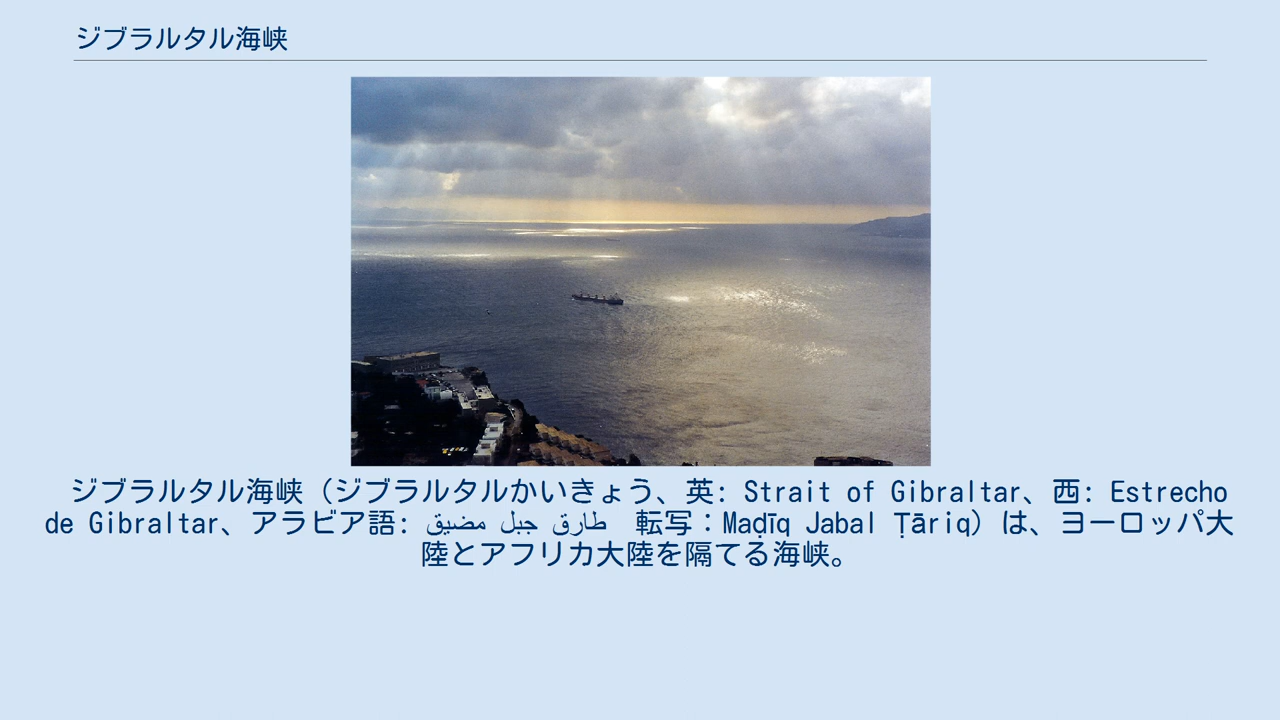 ジブラルタル海峡
ジブラルタル海峡（ジブラルタルかいきょう、英: Strait of Gibraltar、西: Estrecho
de Gibraltar、アラビア語: مضيق جبل طارق　転写：Maḍīq Jabal Ṭāriq）は、ヨーロッパ大
陸とアフリカ大陸を隔てる海峡。